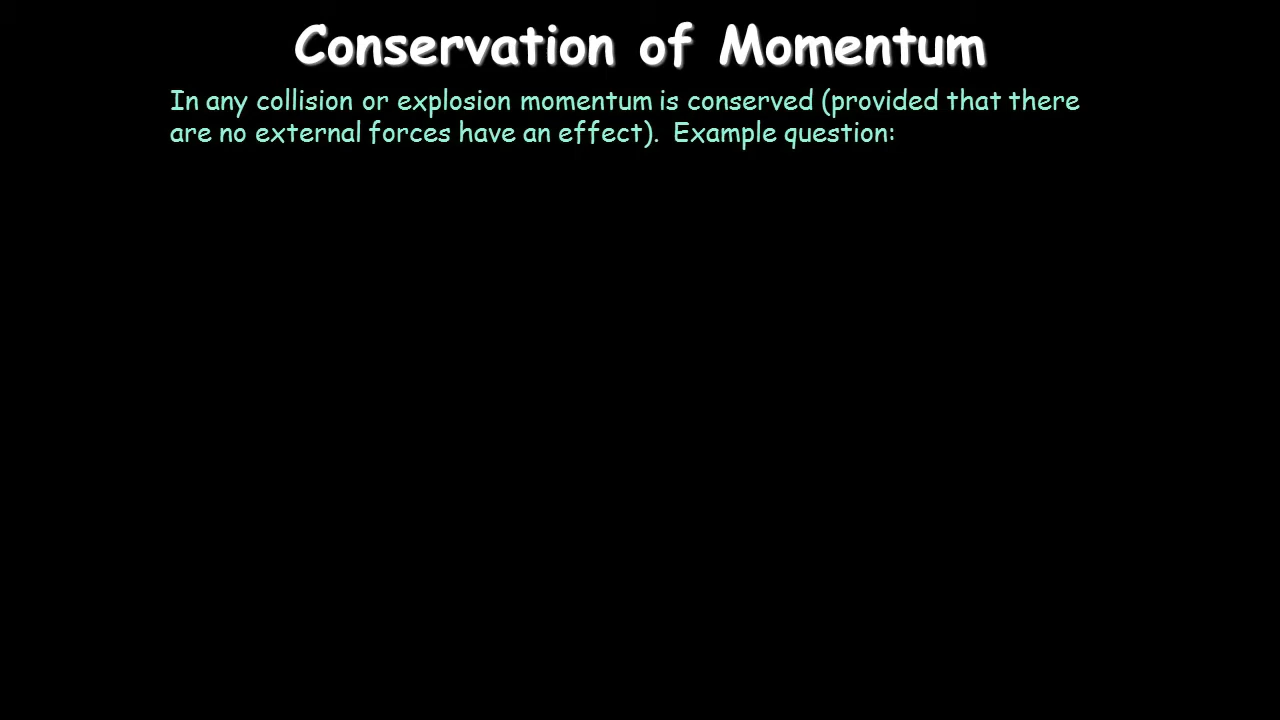 Conservation of Momentum
In any collision or explosion momentum is conserved (provided that there
are no external forces have an effect).  Example question: